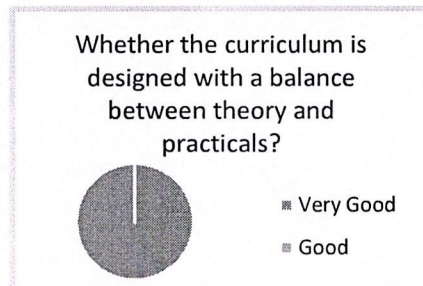 Whether the curriculum is
designed with a balance
between theory and
practicals?
Very Good
Good